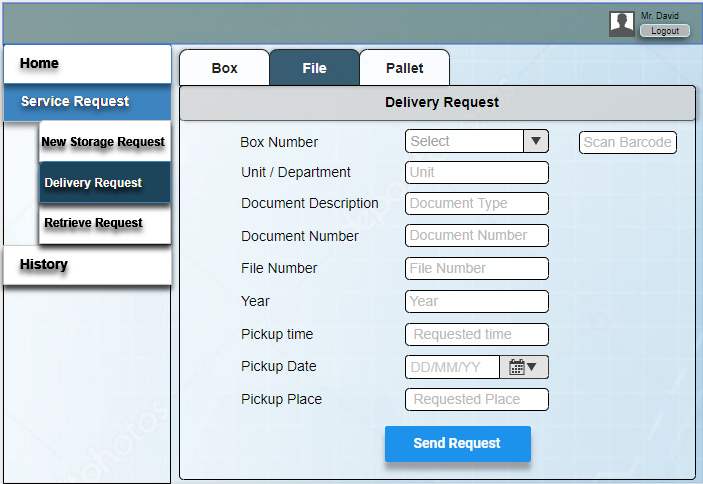 Mr. David
Logout
Home
Service Request
New Storage Request
Delivery Request
Retrieve Request
History
Box File Pallet
Delivery Request
Box Number Select Scan Barcode
Unit / Department Unit
Document Description Document Type
Document Number Document Number
File Number File Number
Year Year
Pickup time Requested time
Pickup Date DD/MM/YY
Pickup Place Requested Place
Send Request